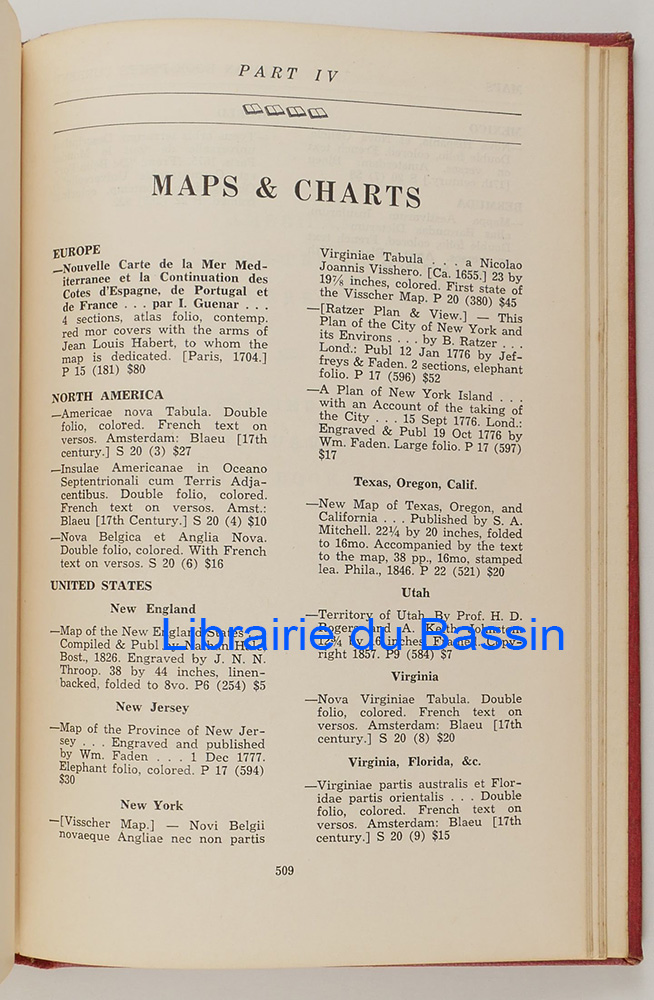 PART IV
MAPS & CHARTS
EUROPE
—Nouvelle Carte de la Mer Med-
iterranee et la Continuation des
Cotes d'Espagne, de Portugal et
de France . . . par I. Guenar . . .
4 sections, atlas folio, contemp.
red mor covers with the arms of
Jean Louis Habert, to whom the
map is dedicated. [Paris, 1704.]
P 15 (181) $80
NORTH AMERICA
—Americae nova Tabula. Double
folio, colored. French text on
versos. Amsterdam: Blaeu [17th
century.] S 20 (3) $27
—Insulae Americanae in Oceano
Septentrionali cum Terris Adja-
centibus. Double folio, colored.
French text on versos. Amst.:
Blaeu [17th Century.] S 20 (4) $10
—Nova Belgica et Anglia Nova.
Double folio, colored. With French
text on versos. S 20 (6) $16
UNITED STATES
New England
—Map of the New England States
Compiled & Publ by Nathan
Bost., 1826. Engraved by J. N. N.
Throop. 38 by 44 inches, linen-
backed, folded to 8vo. P6 (254) $5
New Jersey
—Map of the Province of New Jer-
sey . . . Engraved and published
by Wm. Faden . . . 1 Dec 1777.
Elephant folio, colored. P 17 (594)
$30
New York
—[Visscher Map.] — Novi Belgii
novaeque Angliae nec non partis
Virginiae Tabula . . . a Nicolao
Joannis Visshero. [Ca. 1655.] 23 by
19⅞ inches, colored. First state of
the Visscher Map. P 20 (380) $45
—[Ratzer Plan & View.] — This
Plan of the City of New York and
its Environs . . . by B. Ratzer . . .
Lond.: Publ 12 Jan 1776 by Jef-
freys & Faden. 2 sections, elephant
folio. P 17 (596) $52
—A Plan of New York Island . . .
with an Account of the taking of
the City . . . 15 Sept 1776. Lond.:
Engraved & Publ 19 Oct 1776 by
Wm. Faden. Large folio. P 17 (597)
$17
Texas, Oregon, Calif.
—New Map of Texas, Oregon, and
California . . . Published by S. A.
Mitchell. 22¼ by 20 inches, folded
to 16mo. Accompanied by the text
to the map, 38 pp., 16mo, stamped
lea. Phila., 1846. P 22 (521) $20
Utah
—Territory of Utah. By Prof. H. D.
Rogers and A. Keith Johnston.
by 16 inches. Framed. Copy-
right 1857. P9 (584) $7
Virginia
—Nova Virginiae Tabula. Double
folio, colored. French text on
versos. Amsterdam: Blaeu [17th
century.] S 20 (8) $20
Virginia, Florida, &c.
—Virginiae partis australis et Flor-
idae partis orientalis . . . Double
folio, colored. French text on
versos. Amsterdam: Blaeu [17th
century.] S 20 (9) $15
509
Librairie du Bassin